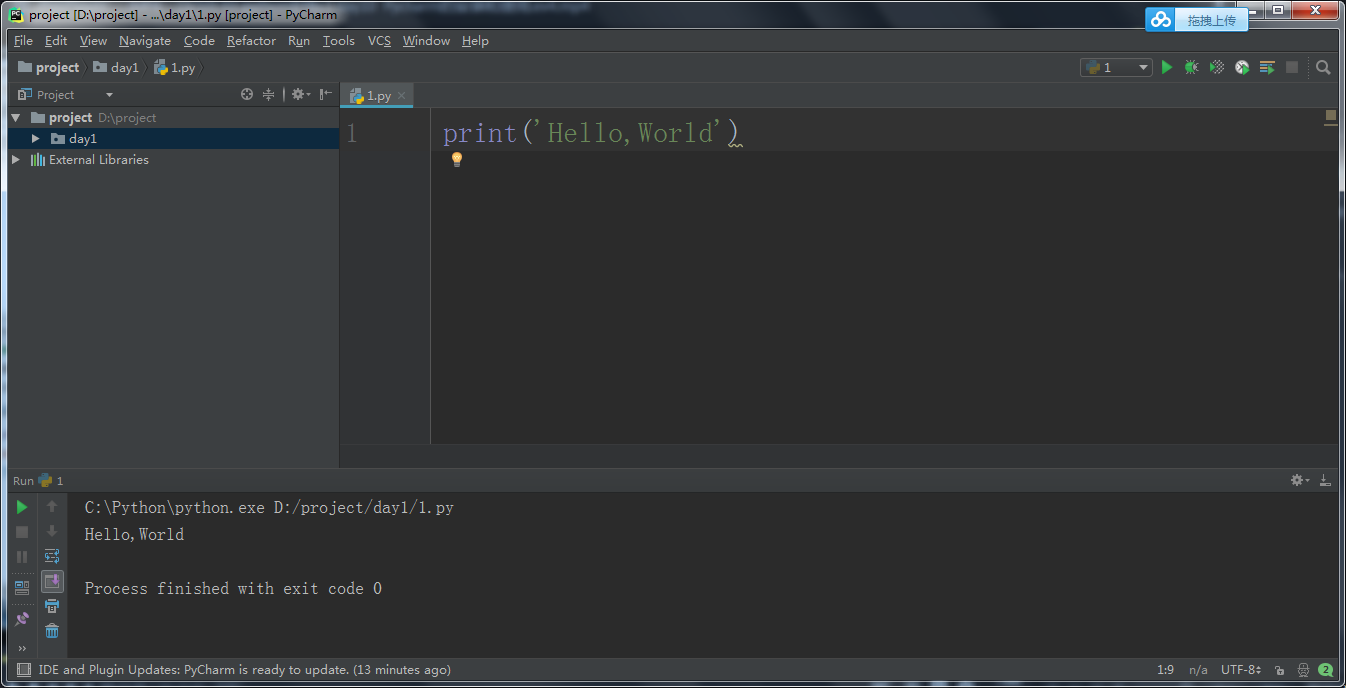 project [D:\project] - ...\day1\1.py [project] - PyCharm
拖拽上传
File Edit View Navigate Code Refactor Run Tools VCS Window Help
project day1 1.py
1
Project
1.py
project D:\project
day1
External Libraries
1 print('Hello,World')
Run 1
C:\Python\python.exe D:/project/day1/1.py
Hello,World
Process finished with exit code 0
IDE and Plugin Updates: PyCharm is ready to update. (13 minutes ago)
1:9 n/a UTF-8 2